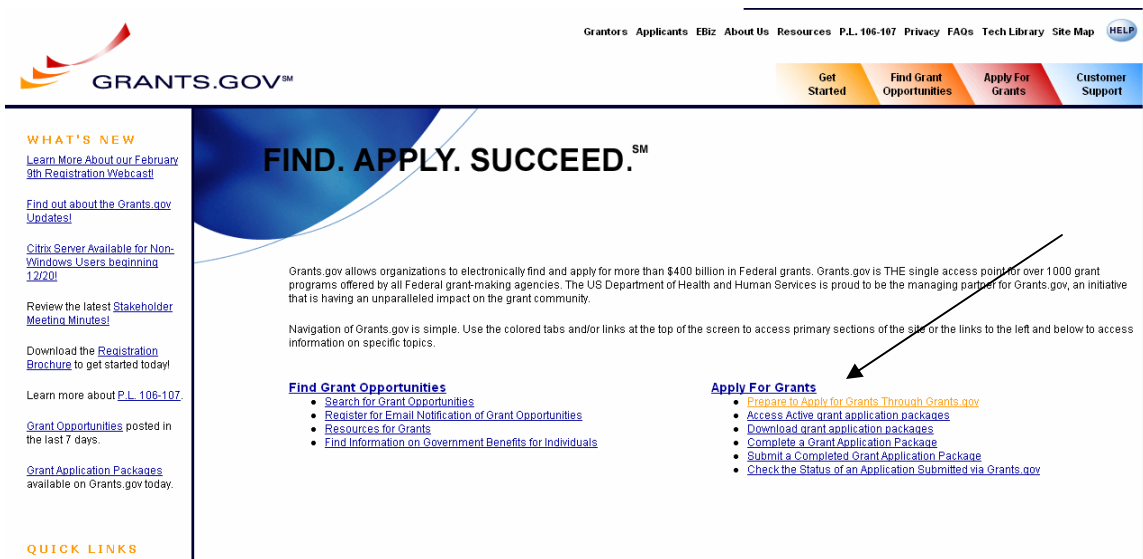 Grantors Applicants EBiz About Us Resources P.L. 106-107 Privacy FAQs Tech Library Site Map HELP
GRANTS.GOV℠
Get Started
Find Grant Opportunities
Apply For Grants
Customer Support
WHAT'S NEW
Learn More About our February
9th Registration Webcast!
Find out about the Grants.gov
Updates!
Citrix Server Available for Non-
Windows Users beginning
12/20!
Review the latest Stakeholder
Meeting Minutes!
Download the Registration
Brochure to get started today!
Learn more about P.L. 106-107.
Grant Opportunities posted in
the last 7 days.
Grant Application Packages
available on Grants.gov today.
QUICK LINKS
FIND. APPLY. SUCCEED.℠
Grants.gov allows organizations to electronically find and apply for more than $400 billion in Federal grants. Grants.gov is THE single access point for over 1000 grant
programs offered by all Federal grant-making agencies. The US Department of Health and Human Services is proud to be the managing partner for Grants.gov, an initiative
that is having an unparalleled impact on the grant community.
Navigation of Grants.gov is simple. Use the colored tabs and/or links at the top of the screen to access primary sections of the site or the links to the left and below to access
information on specific topics.
Find Grant Opportunities
Search for Grant Opportunities
Register for Email Notification of Grant Opportunities
Resources for Grants
Find Information on Government Benefits for Individuals
Apply For Grants
Prepare to Apply for Grants Through Grants.gov
Access Active grant application packages
Download grant application packages
Complete a Grant Application Package
Submit a Completed Grant Application Package
Check the Status of an Application Submitted via Grants.gov